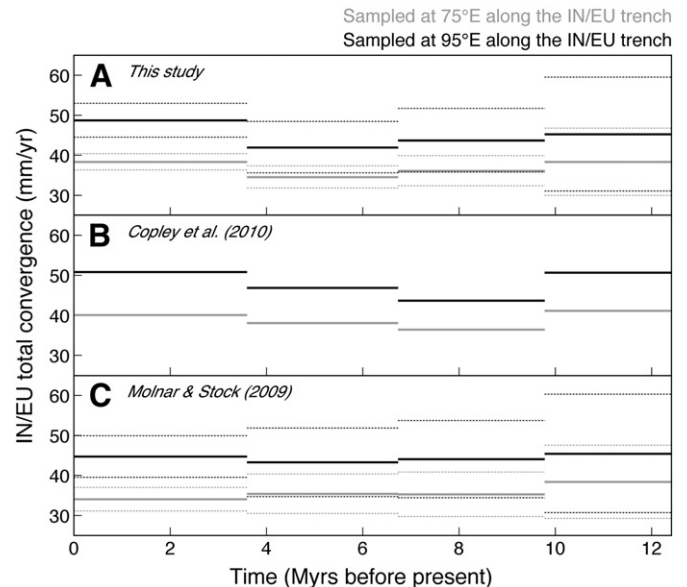 Sampled at 75°E along the IN/EU trench
Sampled at 95°E along the IN/EU trench
A This study
60
50
40
30
B Copley et al. (2010)
60
50
40
30
C Molnar & Stock (2009)
60
50
40
30
IN/EU total convergence (mm/yr)
0 2 4 6 8 10 12
Time (Myrs before present)